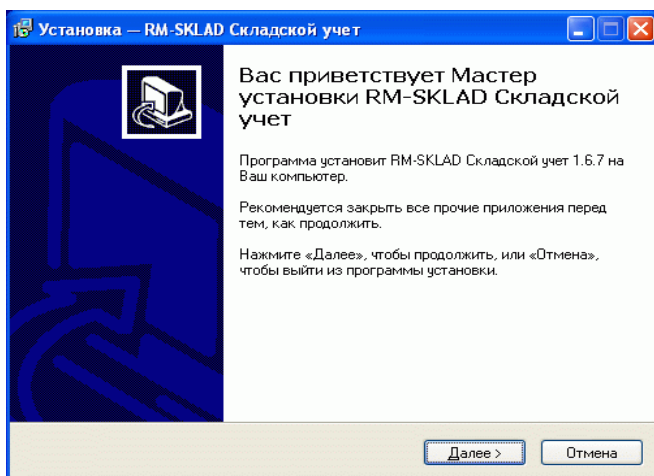 Установка — RM-SKLAD Складской учет
Вас приветствует Мастер
установки RM-SKLAD Складской
учет
Программа установит RM-SKLAD Складской учет 1.6.7 на
Ваш компьютер.
Рекомендуется закрыть все прочие приложения перед
тем, как продолжить.
Нажмите «Далее», чтобы продолжить, или «Отмена»,
чтобы выйти из программы установки.
Далее > Отмена